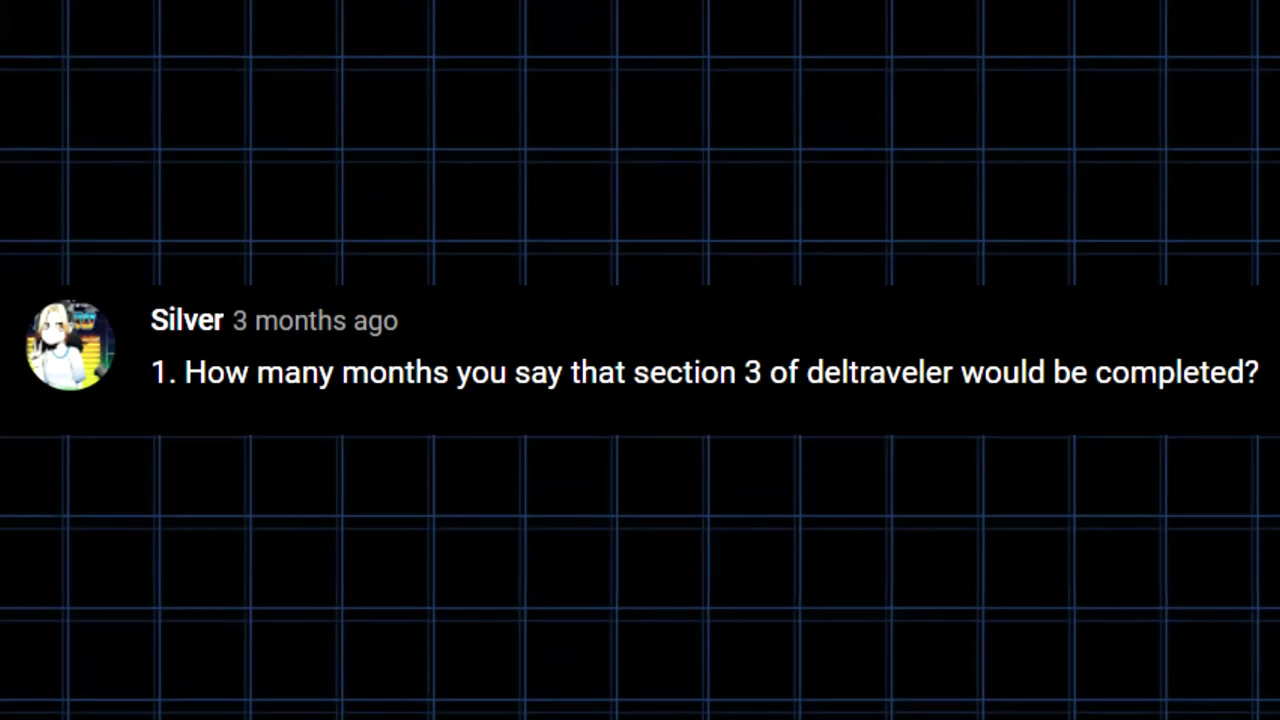 Silver 3 months ago
1. How many months you say that section 3 of deltraveler would be completed?